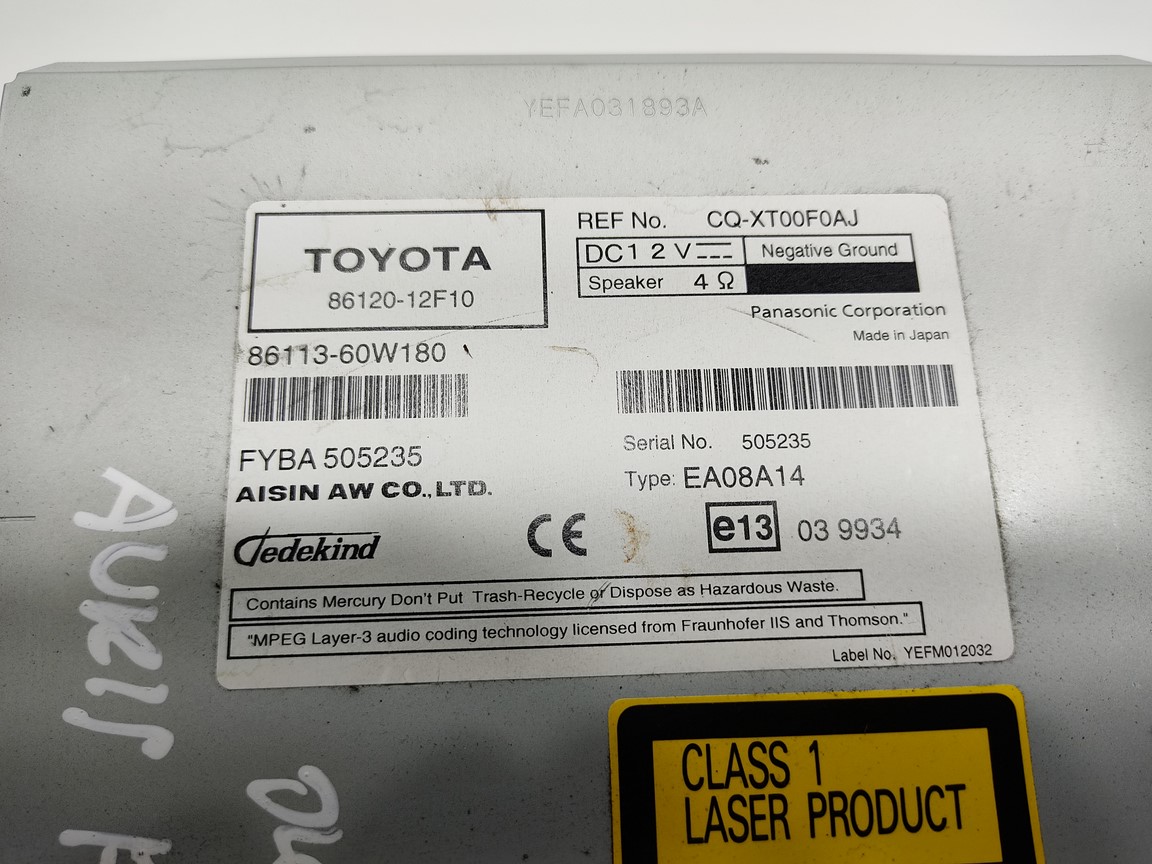 YEFA031893A
TOYOTA
86120-12F10
REF No. CQ-XT00F0AJ
DC12V Negative Ground
Speaker 4Ω
Panasonic Corporation
Made in Japan
86113-60W180
FYBA 505235
AISIN AW CO., LTD.
Serial No. 505235
Type: EA08A14
Jedekind
CE
e13 03 9934
Contains Mercury Don't Put Trash-Recycle or Dispose as Hazardous Waste.
"MPEG Layer-3 audio coding technology licensed from Fraunhofer IIS and Thomson."
Label No. YEFM012032
CLASS 1
LASER PRODUCT
AURIS